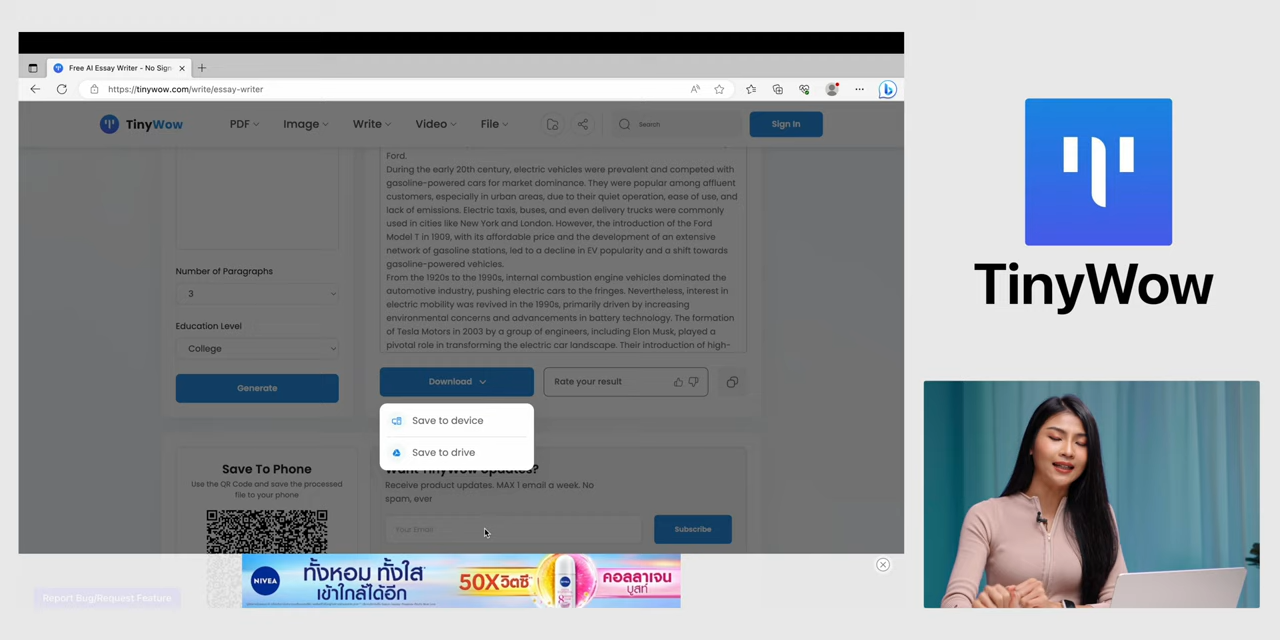 Free AI Essay Writer - No Sign
https://tinywow.com/write/essay-writer
TinyWow
PDF
Image
Write
Video
File
Search
Sign In
Ford.
During the early 20th century, electric vehicles were prevalent and competed with
gasoline-powered cars for market dominance. They were popular among affluent
customers, especially in urban areas, due to their quiet operation, ease of use, and
lack of emissions. Electric taxis, buses, and even delivery trucks were commonly
used in cities like New York and London. However, the introduction of the Ford
Model T in 1909, with its affordable price and the development of an extensive
network of gasoline stations, led to a decline in EV popularity and a shift towards
gasoline-powered vehicles.
From the 1920s to the 1990s, internal combustion engine vehicles dominated the
automotive industry, pushing electric cars to the fringes. Nevertheless, interest in
electric mobility was revived in the 1990s, primarily driven by increasing
environmental concerns and advancements in battery technology. The formation
of Tesla Motors in 2003 by a group of engineers, including Elon Musk, played a
pivotal role in transforming the electric car landscape. Their introduction of high-
Number of Paragraphs
3
Education Level
College
Generate
Download
Rate your result
Save to device
Save to drive
Save To Phone
Use the QR Code and save the processed
file to your phone
Want TinyWow Updates?
Receive product updates. MAX 1 email a week. No
spam, ever
Your Email
Subscribe
Report Bug/Request Feature
NIVEA
ทั้งหอม ทั้งใส
เข้าใกล้ได้อีก
50X วิตซี
คอลลาเจน
บูสท์
TinyWow